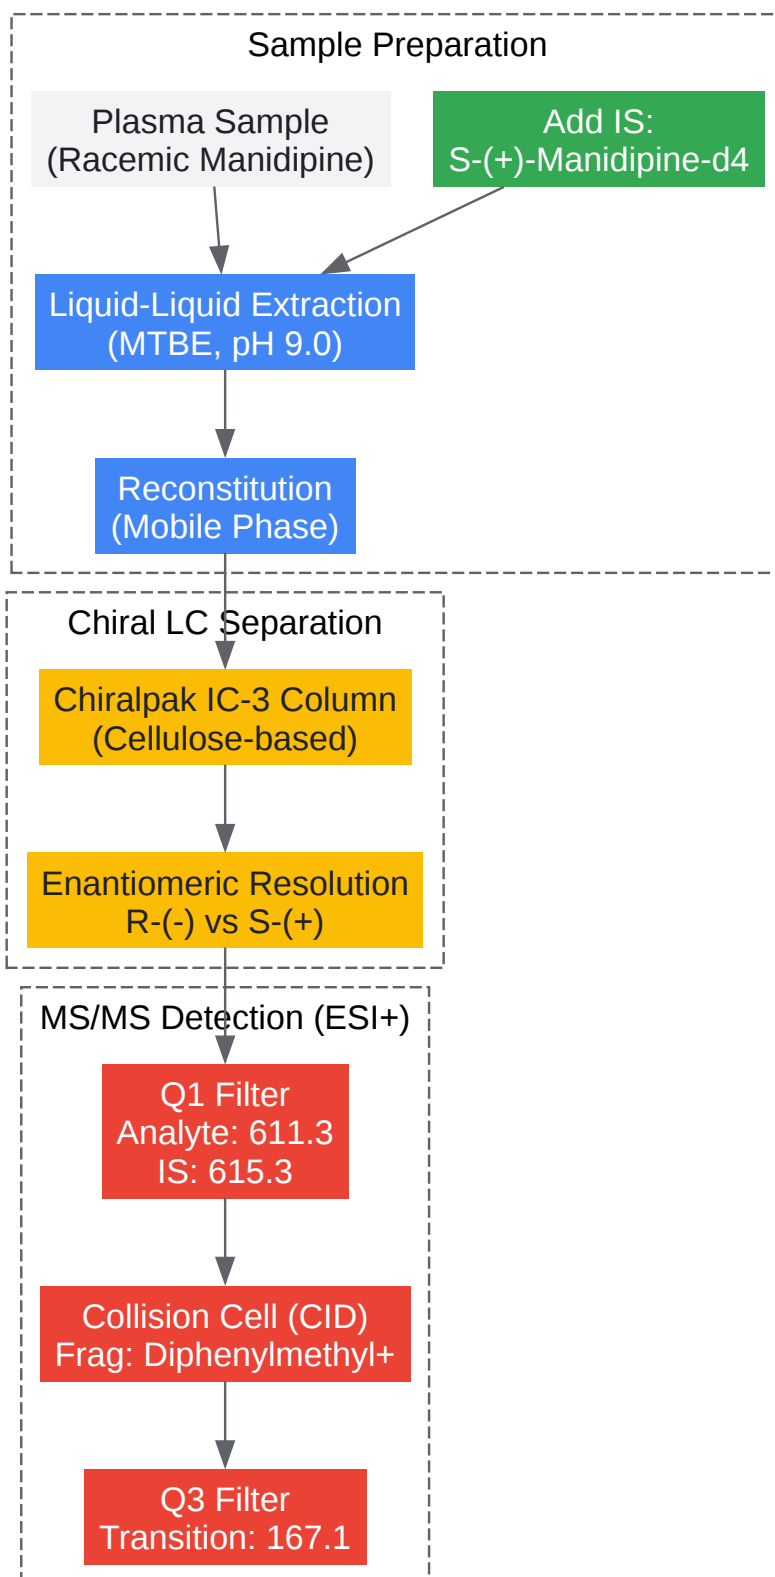 Sample Preparation
Plasma Sample
(Racemic Manidipine)
Add IS:
S-(+)-Manidipine-d4
Liquid-Liquid Extraction
(MTBE, pH 9.0)
Reconstitution
(Mobile Phase)
Chiral LC Separation
Chiralpak IC-3 Column
(Cellulose-based)
Enantiomeric Resolution
R-(-) vs S-(+)
MS/MS Detection (ESI+)
Q1 Filter
Analyte: 611.3
IS: 615.3
Collision Cell (CID)
Frag: Diphenylmethyl+
Q3 Filter
Transition: 167.1